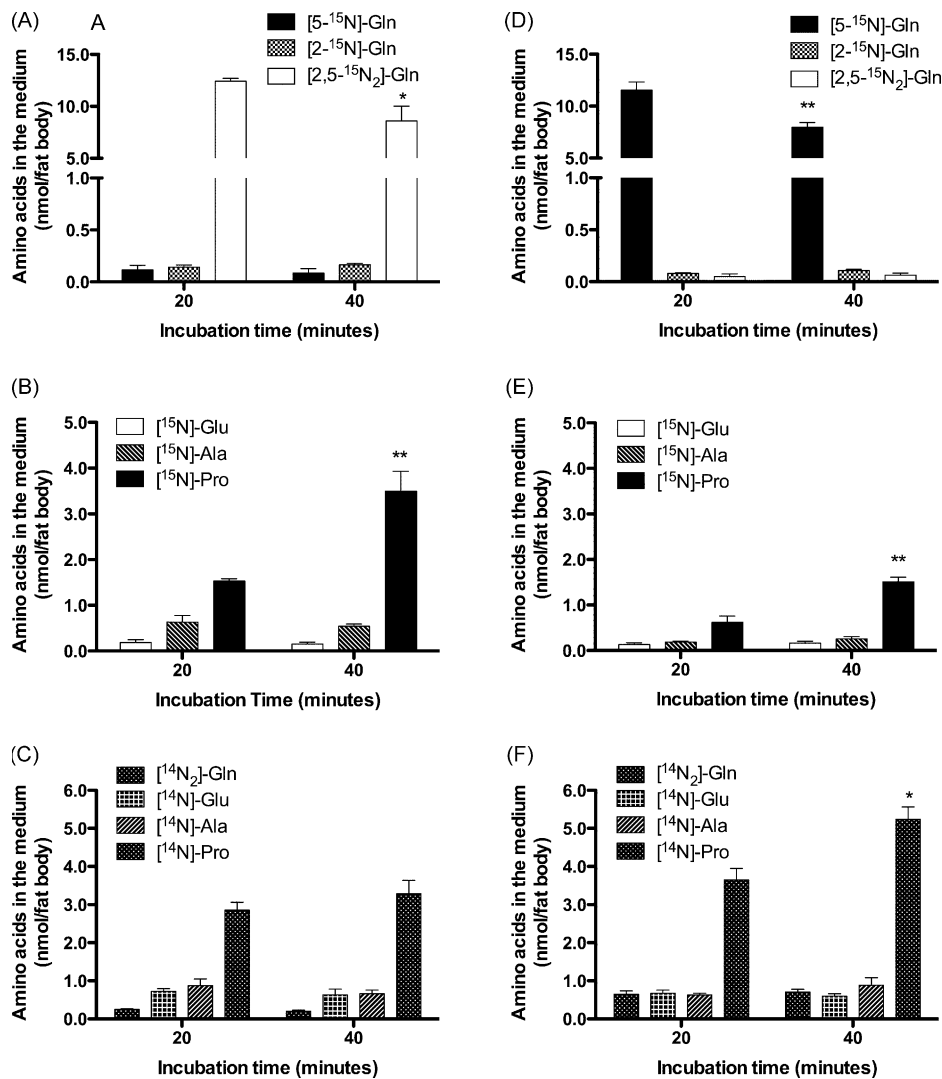 (A)
A
[5-¹⁵N]-Gln
[2-¹⁵N]-Gln
[2,5-¹⁵N₂]-Gln
Amino acids in the medium
(nmol/fat body)
15.0
10.0
5.0
1.0
0.5
0.0
*
20
40
Incubation time (minutes)
(D)
[5-¹⁵N]-Gln
[2-¹⁵N]-Gln
[2,5-¹⁵N₂]-Gln
Amino acids in the medium
(nmol/fat body)
15.0
10.0
5.0
1.0
0.5
0.0
**
20
40
Incubation time (minutes)
(B)
[¹⁵N]-Glu
[¹⁵N]-Ala
[¹⁵N]-Pro
Amino acids in the medium
(nmol/fat body)
5.0
4.0
3.0
2.0
1.0
0.0
**
20
40
Incubation Time (minutes)
(E)
[¹⁵N]-Glu
[¹⁵N]-Ala
[¹⁵N]-Pro
Amino acids in the medium
(nmol/fat body)
5.0
4.0
3.0
2.0
1.0
0.0
**
20
40
Incubation time (minutes)
(C)
[¹⁴N₂]-Gln
[¹⁴N]-Glu
[¹⁴N]-Ala
[¹⁴N]-Pro
Amino acids in the medium
(nmol/fat body)
6.0
5.0
4.0
3.0
2.0
1.0
0.0
20
40
Incubation time (minutes)
(F)
[¹⁴N₂]-Gln
[¹⁴N]-Glu
[¹⁴N]-Ala
[¹⁴N]-Pro
Amino acids in the medium
(nmol/fat body)
6.0
5.0
4.0
3.0
2.0
1.0
0.0
*
20
40
Incubation time (minutes)